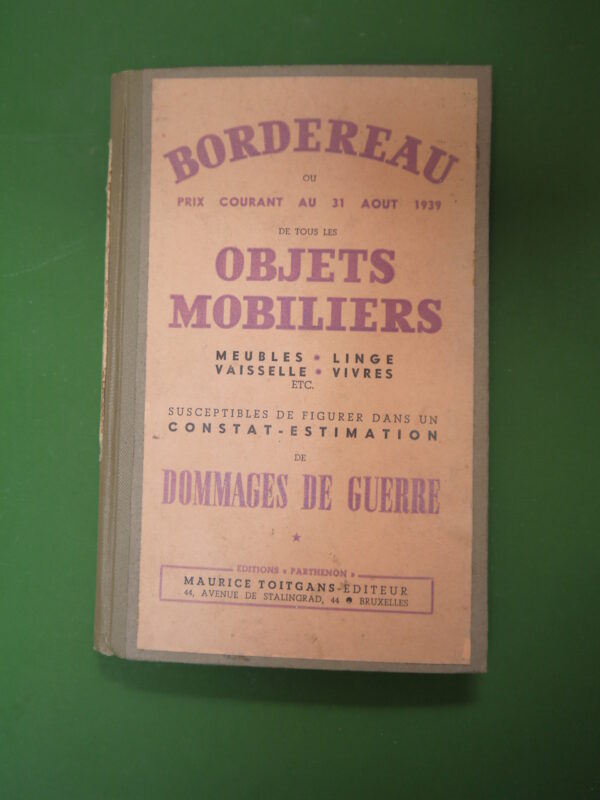 BORDEREAU
OU
PRIX COURANT AU 31 AOUT 1939
DE TOUS LES
OBJETS
MOBILIERS
MEUBLES • LINGE
VAISSELLE • VIVRES
ETC.
SUSCEPTIBLES DE FIGURER DANS UN
CONSTAT-ESTIMATION
DE
DOMMAGES DE GUERRE
★
EDITIONS « PARTHENON »
MAURICE TOITGANS-EDITEUR
44, AVENUE DE STALINGRAD, 44 ● BRUXELLES